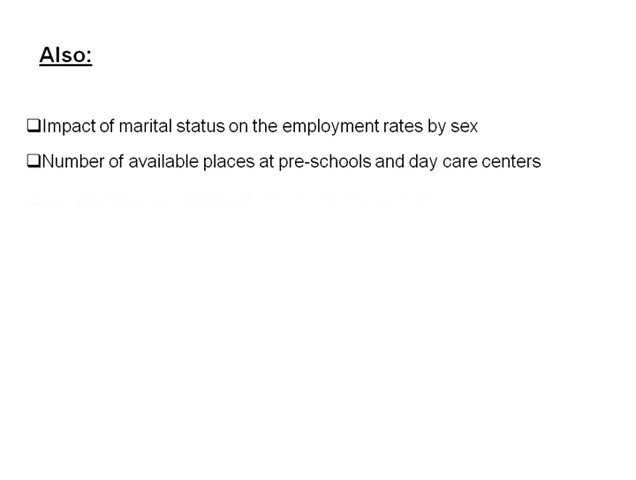 Also:
❑Impact of marital status on the employment rates by sex
❑Number of available places at pre-schools and day care centers